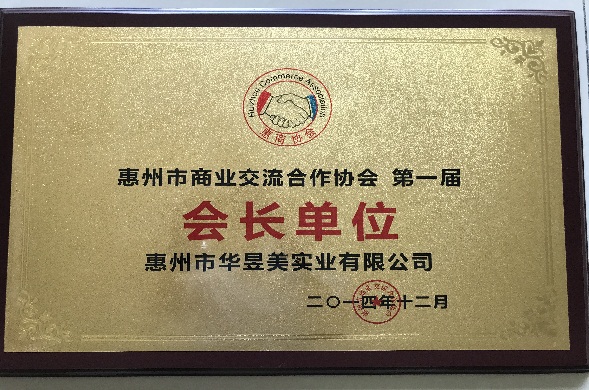 Huizhou Commerce Association
惠商协会
惠州市商业交流合作协会 第一届
会长单位
惠州市华昱美实业有限公司
二〇一四年十二月